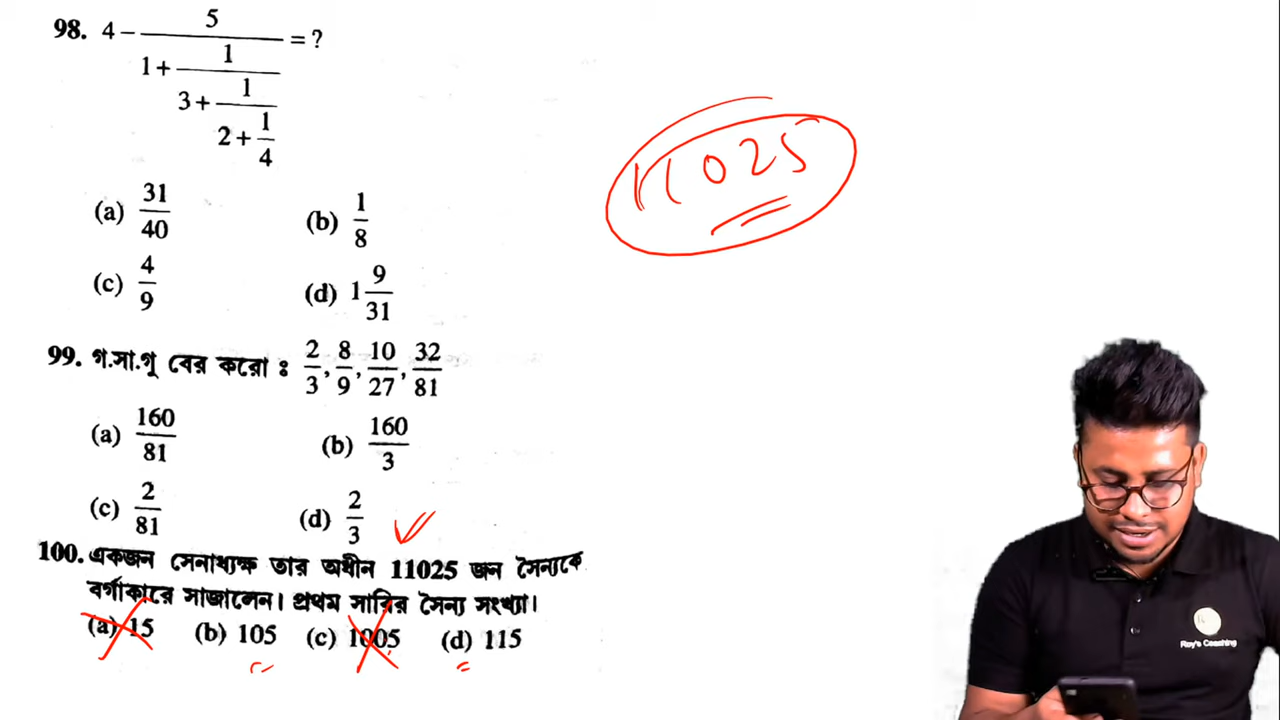 98. 4 - 5/(1 + 1/(3 + 1/(2 + 1/4))) = ?
(a) 31/40 (b) 1/8
(c) 4/9 (d) 1 9/31
99. গ.সা.গু বের করো ঃ 2/3, 8/9, 10/27, 32/81
(a) 160/81 (b) 160/3
(c) 2/81 (d) 2/3
100. একজন সেনাধ্যক্ষ তার অধীন 11025 জন সৈন্যকে
বর্গাকারে সাজালেন। প্রথম সারির সৈন্য সংখ্যা।
(a) 15 (b) 105 (c) 1005 (d) 115
11025
Roy's Coaching